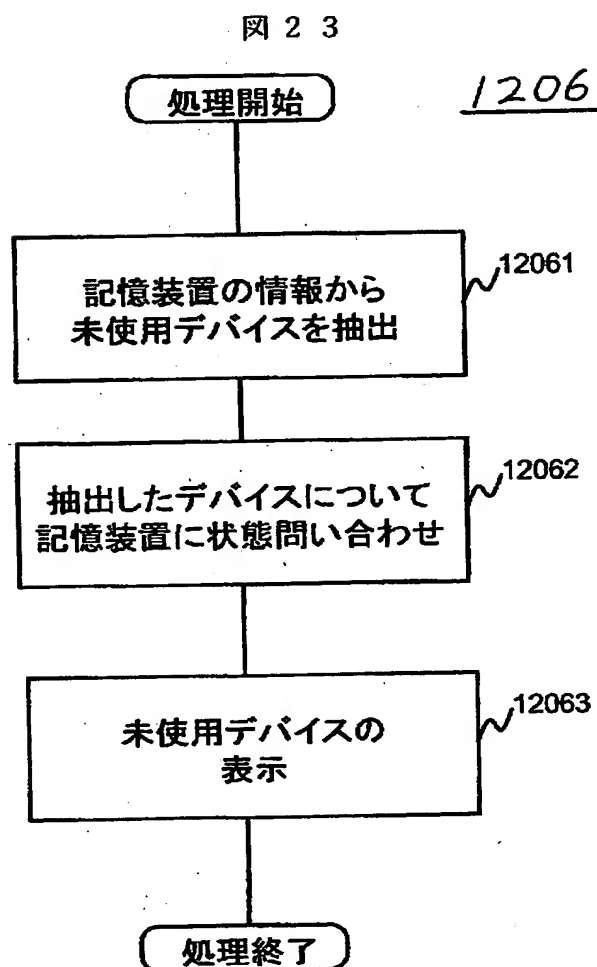 図２３
処理開始
1206
記憶装置の情報から
未使用デバイスを抽出
12061
抽出したデバイスについて
記憶装置に状態問い合わせ
12062
未使用デバイスの
表示
12063
処理終了